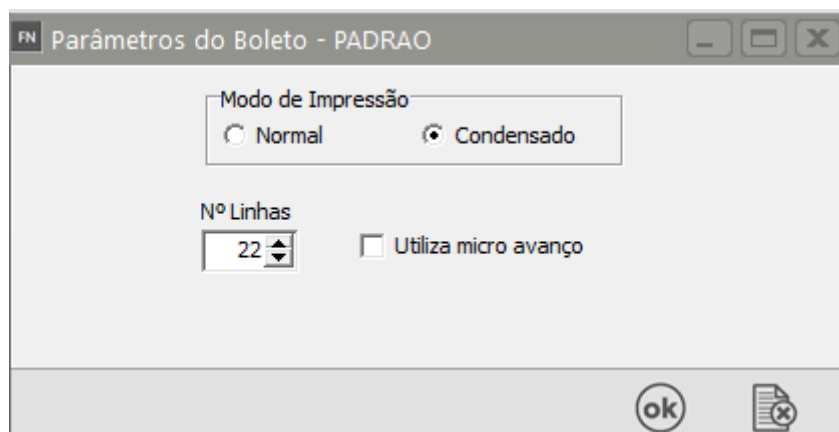 FN Parâmetros do Boleto - PADRAO
Modo de Impressão
Normal Condensado
Nº Linhas
22 Utiliza micro avanço
ok